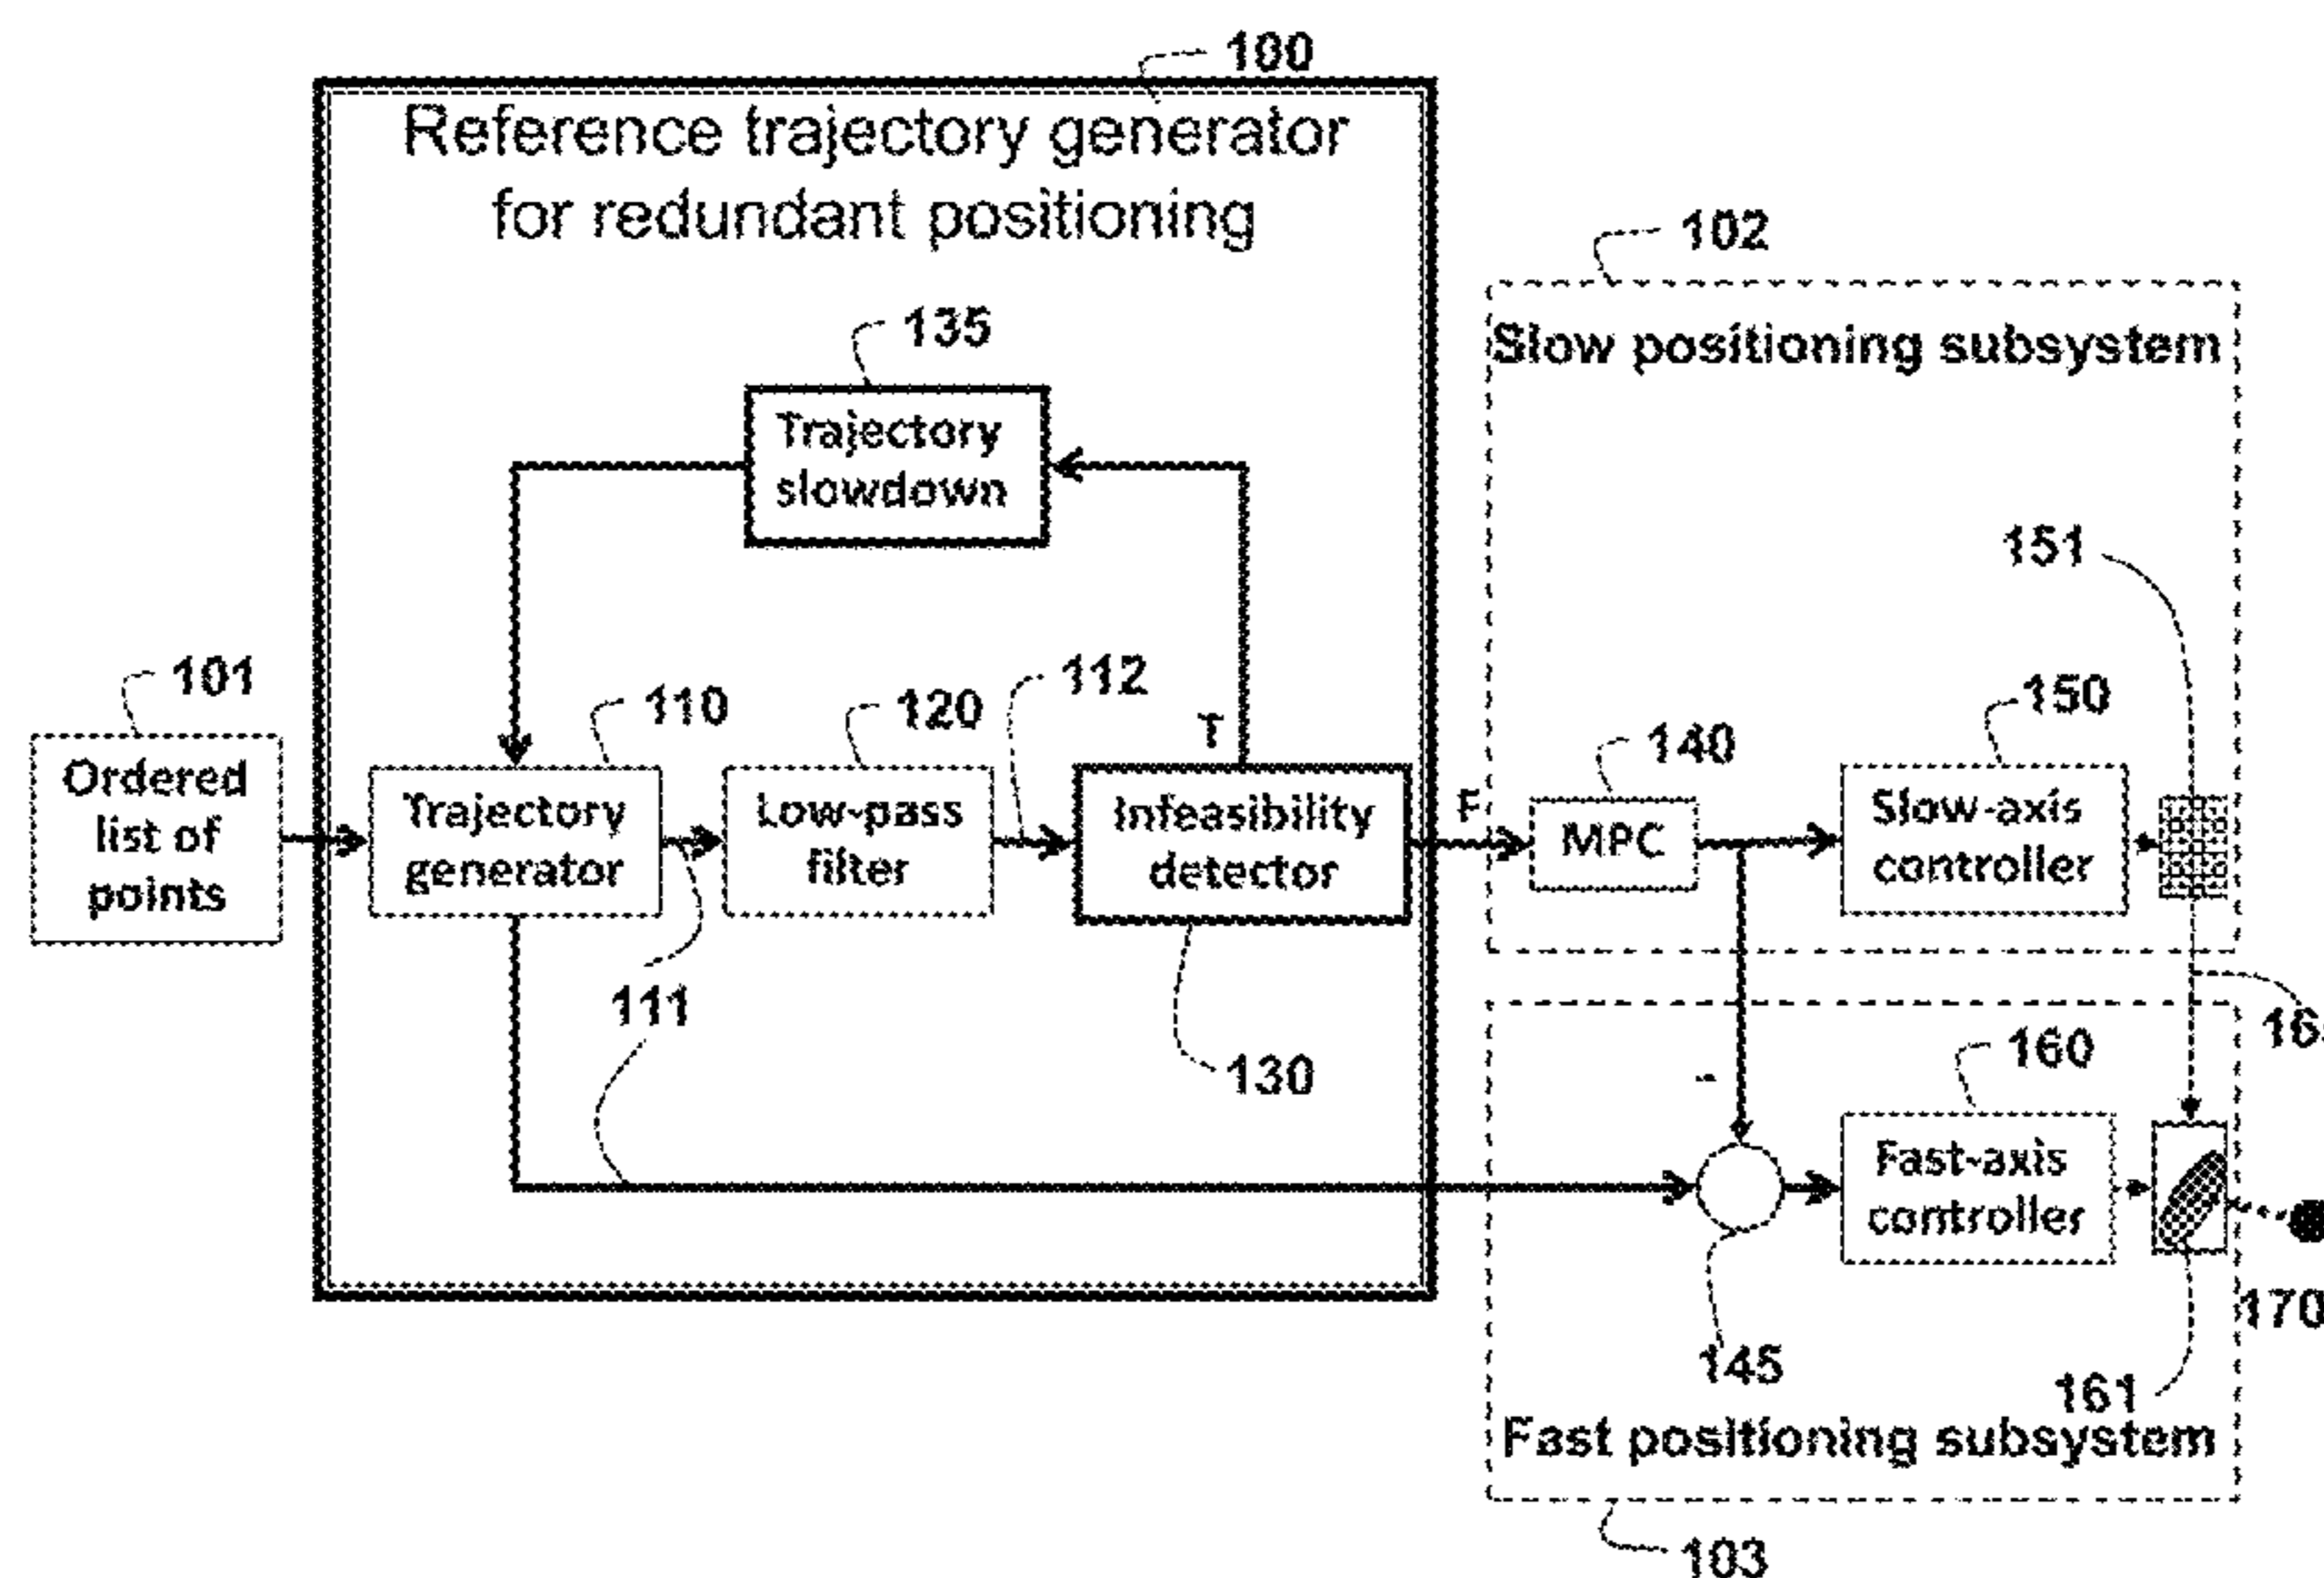 100
Reference trajectory generator
for redundant positioning
102
Slow positioning subsystem
135
Trajectory
slowdown
151
101
110
120
112
T
140
150
Ordered
list of
points
Trajectory
generator
Low-pass
filter
Infeasibility
detector
F
MPC
Slow-axis
controller
111
130
-
160
16
Fast-axis
controller
145
161
170
Fast positioning subsystem
103